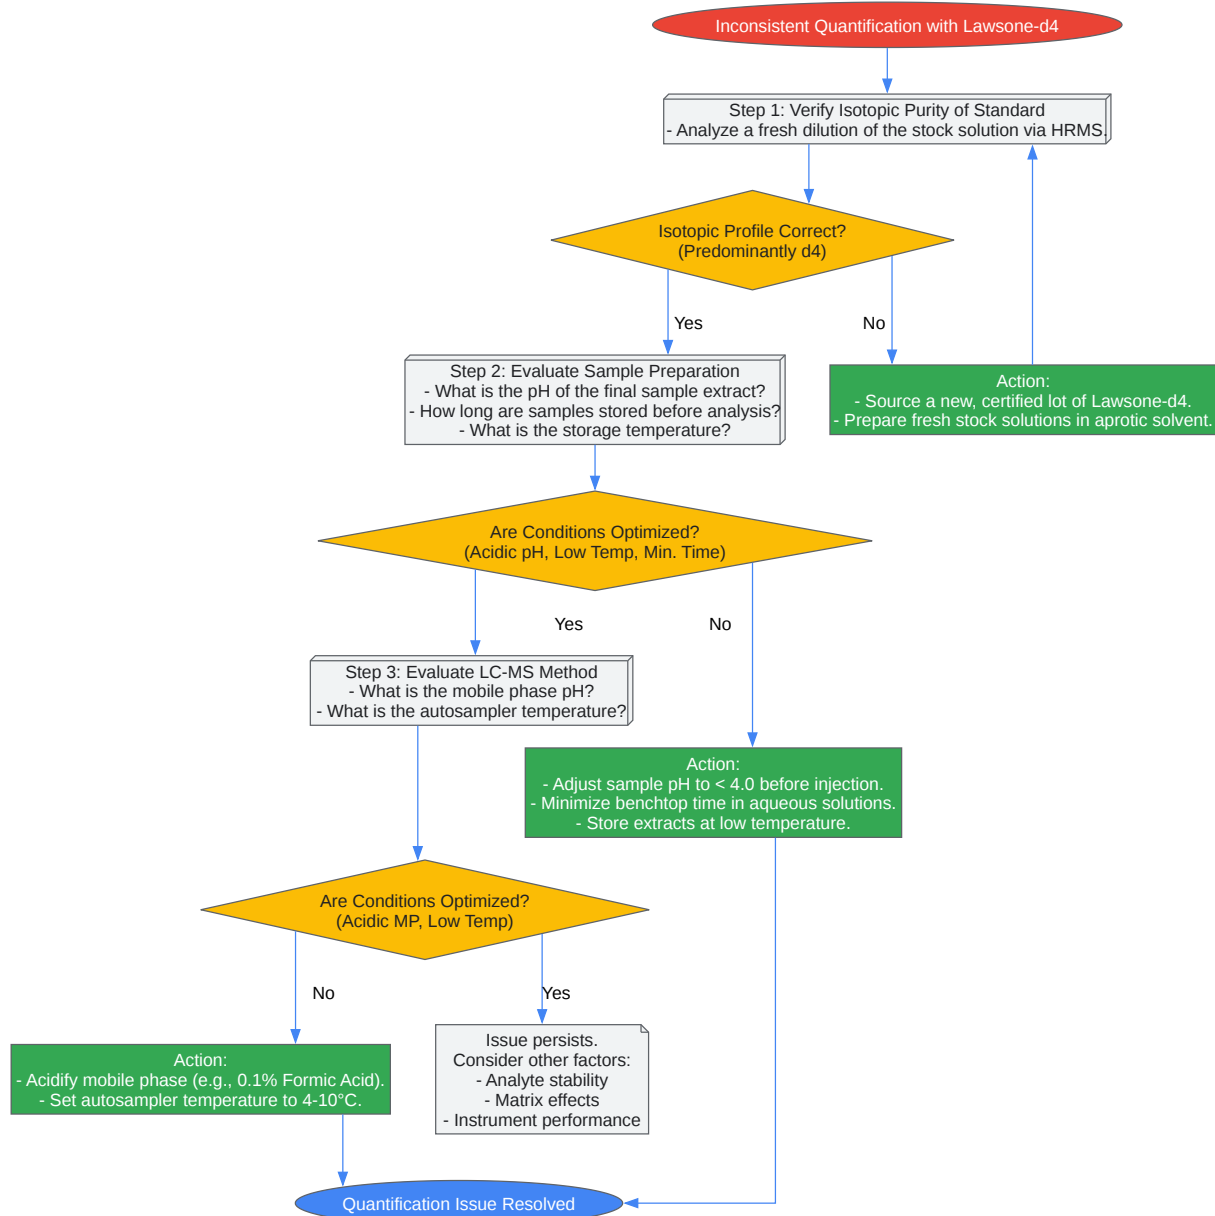 Inconsistent Quantification with Lawsone-d4
Step 1: Verify Isotopic Purity of Standard
- Analyze a fresh dilution of the stock solution via HRMS.
Isotopic Profile Correct?
(Predominantly d4)
Yes
No
Step 2: Evaluate Sample Preparation
- What is the pH of the final sample extract?
- How long are samples stored before analysis?
- What is the storage temperature?
Action:
- Source a new, certified lot of Lawsone-d4.
- Prepare fresh stock solutions in aprotic solvent.
Are Conditions Optimized?
(Acidic pH, Low Temp, Min. Time)
Yes
No
Step 3: Evaluate LC-MS Method
- What is the mobile phase pH?
- What is the autosampler temperature?
Action:
- Adjust sample pH to < 4.0 before injection.
- Minimize benchtop time in aqueous solutions.
- Store extracts at low temperature.
Are Conditions Optimized?
(Acidic MP, Low Temp)
No
Yes
Action:
- Acidify mobile phase (e.g., 0.1% Formic Acid).
- Set autosampler temperature to 4-10°C.
Issue persists.
Consider other factors:
- Analyte stability
- Matrix effects
- Instrument performance
Quantification Issue Resolved